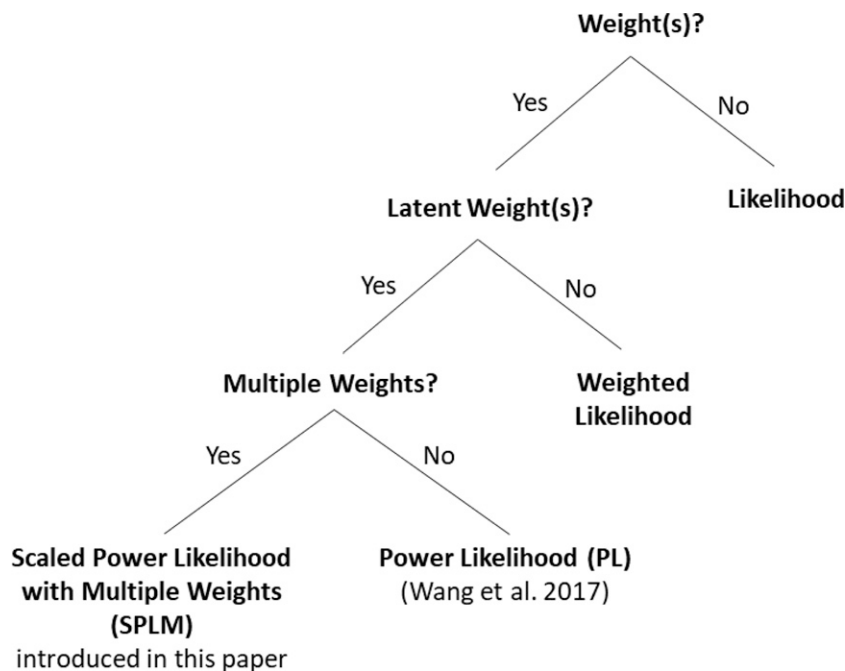 Weight(s)?
Yes
No
Latent Weight(s)?
Likelihood
Yes
No
Multiple Weights?
Weighted
Likelihood
Yes
No
Scaled Power Likelihood
with Multiple Weights
(SPLM)
introduced in this paper
Power Likelihood (PL)
(Wang et al. 2017)